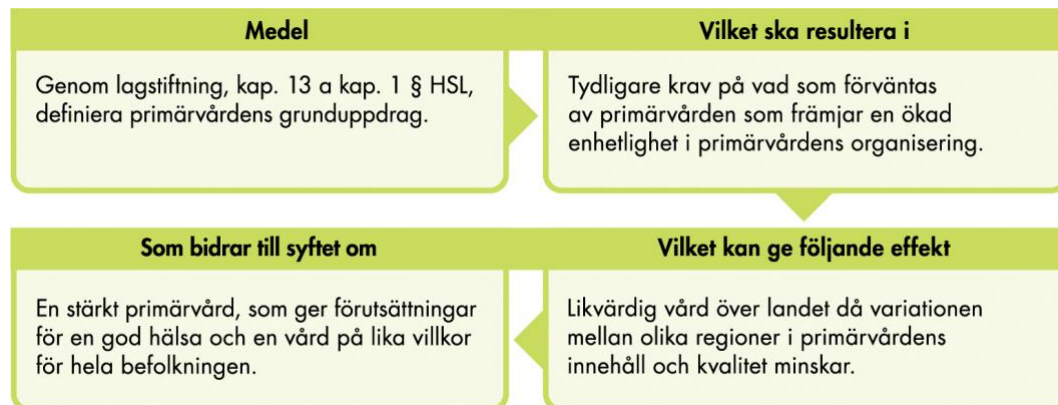 Medel
Genom lagstiftning, kap. 13 a kap. 1 § HSL,
definiera primärvårdens grunduppdrag.
Vilket ska resultera i
Tydligare krav på vad som förväntas
av primärvården som främjar en ökad
enhetlighet i primärvårdens organisering.
Vilket kan ge följande effekt
Likvärdig vård över landet då variationen
mellan olika regioner i primärvårdens
innehåll och kvalitet minskar.
Som bidrar till syftet om
En stärkt primärvård, som ger förutsättningar
för en god hälsa och en vård på lika villkor
för hela befolkningen.